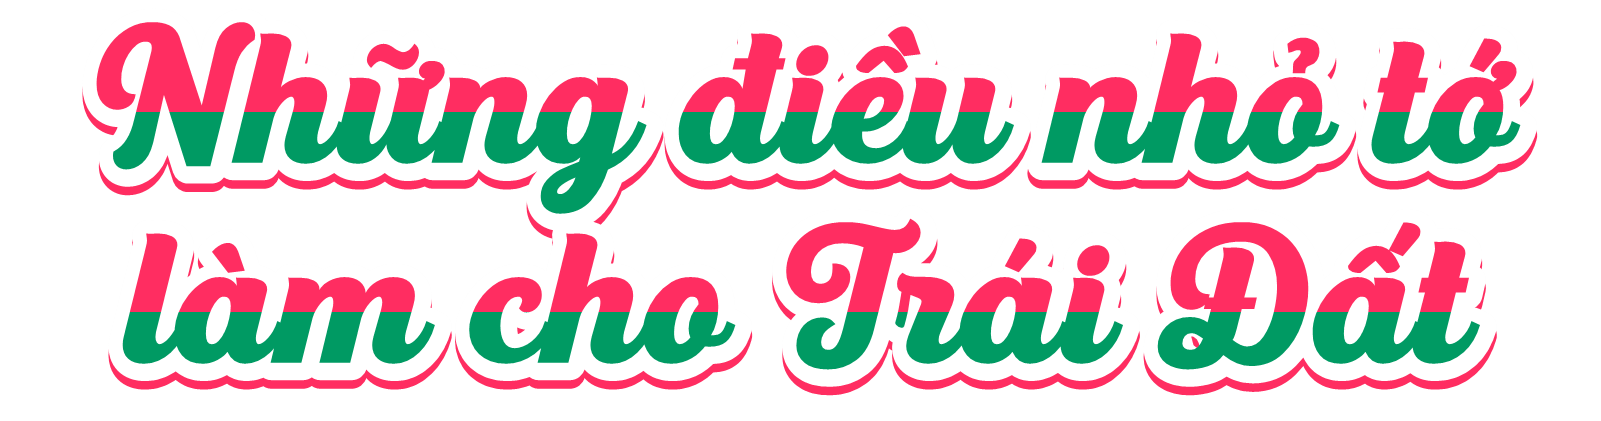 Những điều nhỏ tớ
làm cho Trái Đất